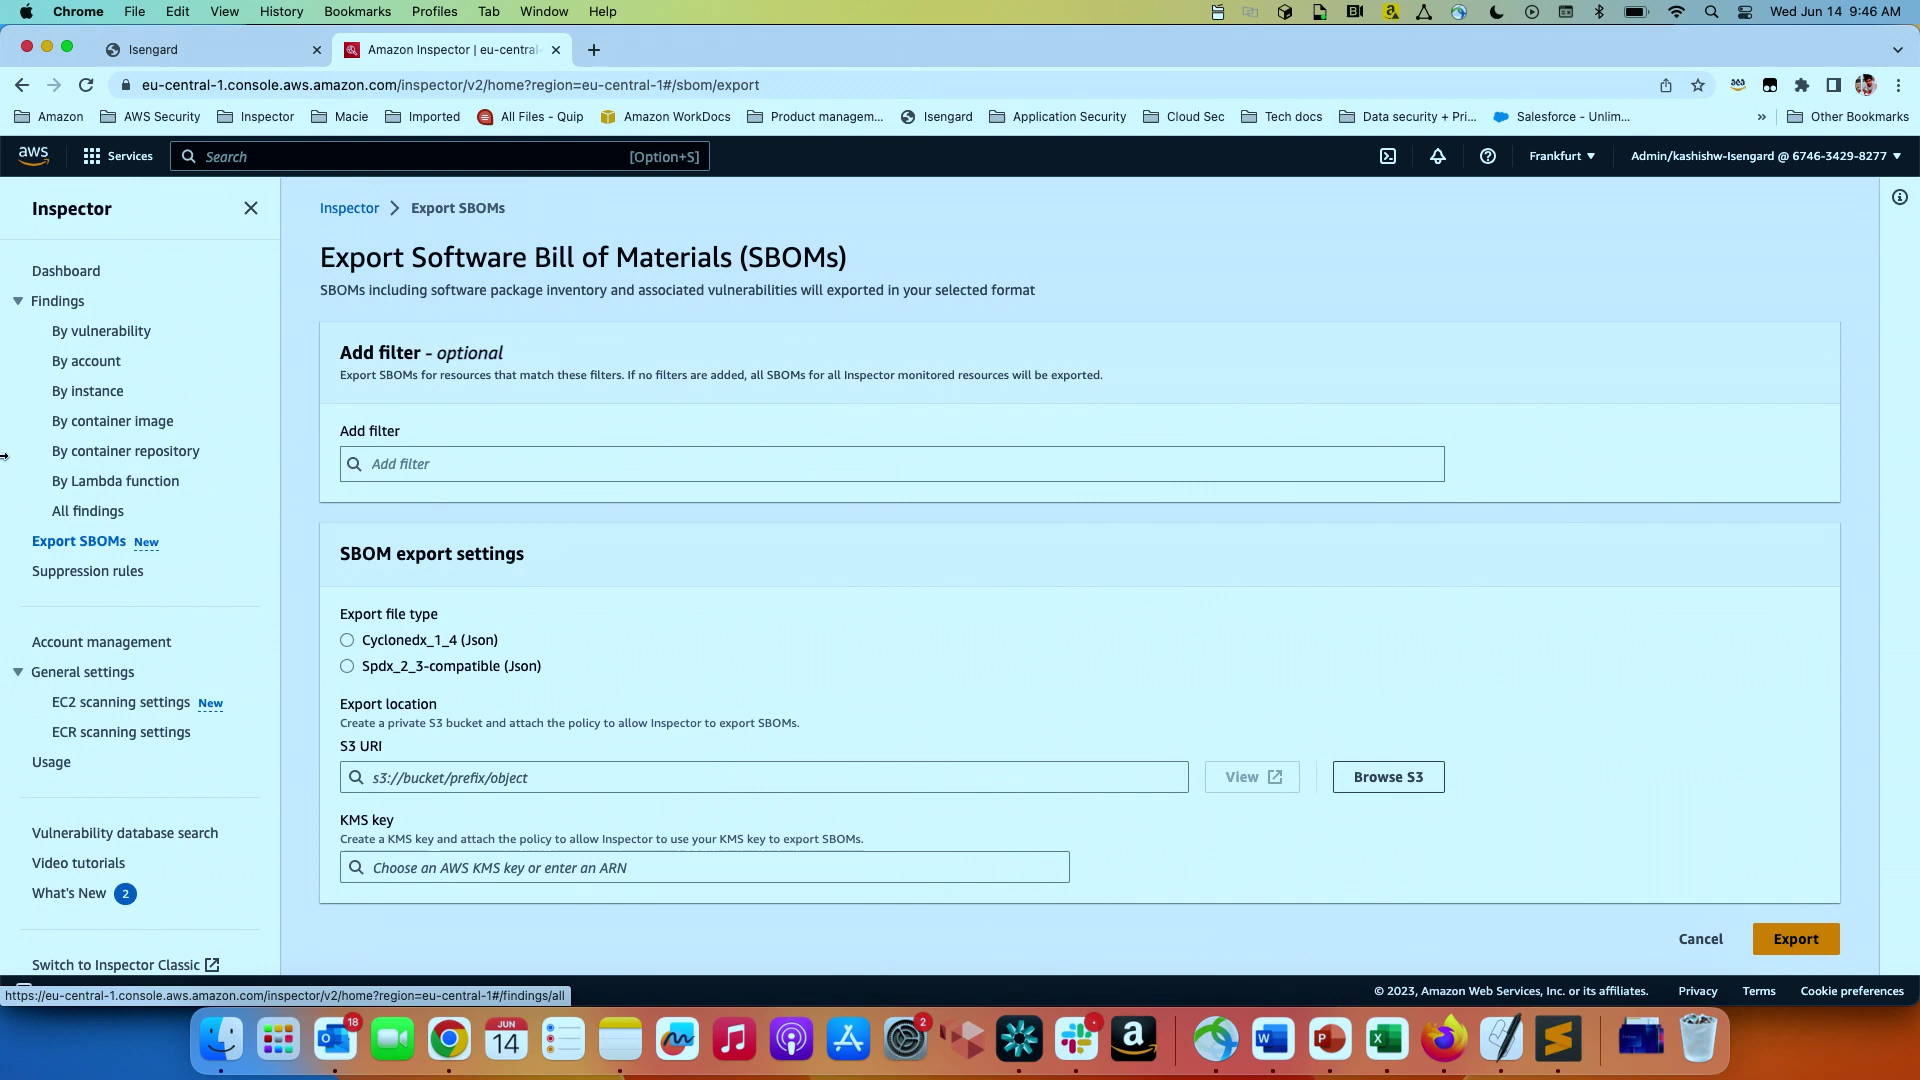 Chrome File Edit View History Bookmarks Profiles Tab Window Help
Wed Jun 14 9:46 AM
Isengard
Amazon Inspector | eu-central-
eu-central-1.console.aws.amazon.com/inspector/v2/home?region=eu-central-1#/sbom/export
Amazon AWS Security Inspector Macie Imported All Files - Quip Amazon WorkDocs Product managem... Isengard Application Security Cloud Sec Tech docs Data security + Pri... Salesforce - Unlim... » Other Bookmarks
aws Services Search [Option+S] Frankfurt Admin/kashishw-Isengard @ 6746-3429-8277
Inspector
Dashboard
Findings
By vulnerability
By account
By instance
By container image
By container repository
By Lambda function
All findings
Export SBOMs New
Suppression rules
Account management
General settings
EC2 scanning settings New
ECR scanning settings
Usage
Vulnerability database search
Video tutorials
What's New 2
Switch to Inspector Classic
Inspector Export SBOMs
Export Software Bill of Materials (SBOMs)
SBOMs including software package inventory and associated vulnerabilities will exported in your selected format
Add filter - optional
Export SBOMs for resources that match these filters. If no filters are added, all SBOMs for all Inspector monitored resources will be exported.
Add filter
Add filter
SBOM export settings
Export file type
Cyclonedx_1_4 (Json)
Spdx_2_3-compatible (Json)
Export location
Create a private S3 bucket and attach the policy to allow Inspector to export SBOMs.
S3 URI
s3://bucket/prefix/object
View
Browse S3
KMS key
Create a KMS key and attach the policy to allow Inspector to use your KMS key to export SBOMs.
Choose an AWS KMS key or enter an ARN
Cancel
Export
https://eu-central-1.console.aws.amazon.com/inspector/v2/home?region=eu-central-1#/findings/all
© 2023, Amazon Web Services, Inc. or its affiliates. Privacy Terms Cookie preferences
18
JUN
14
2